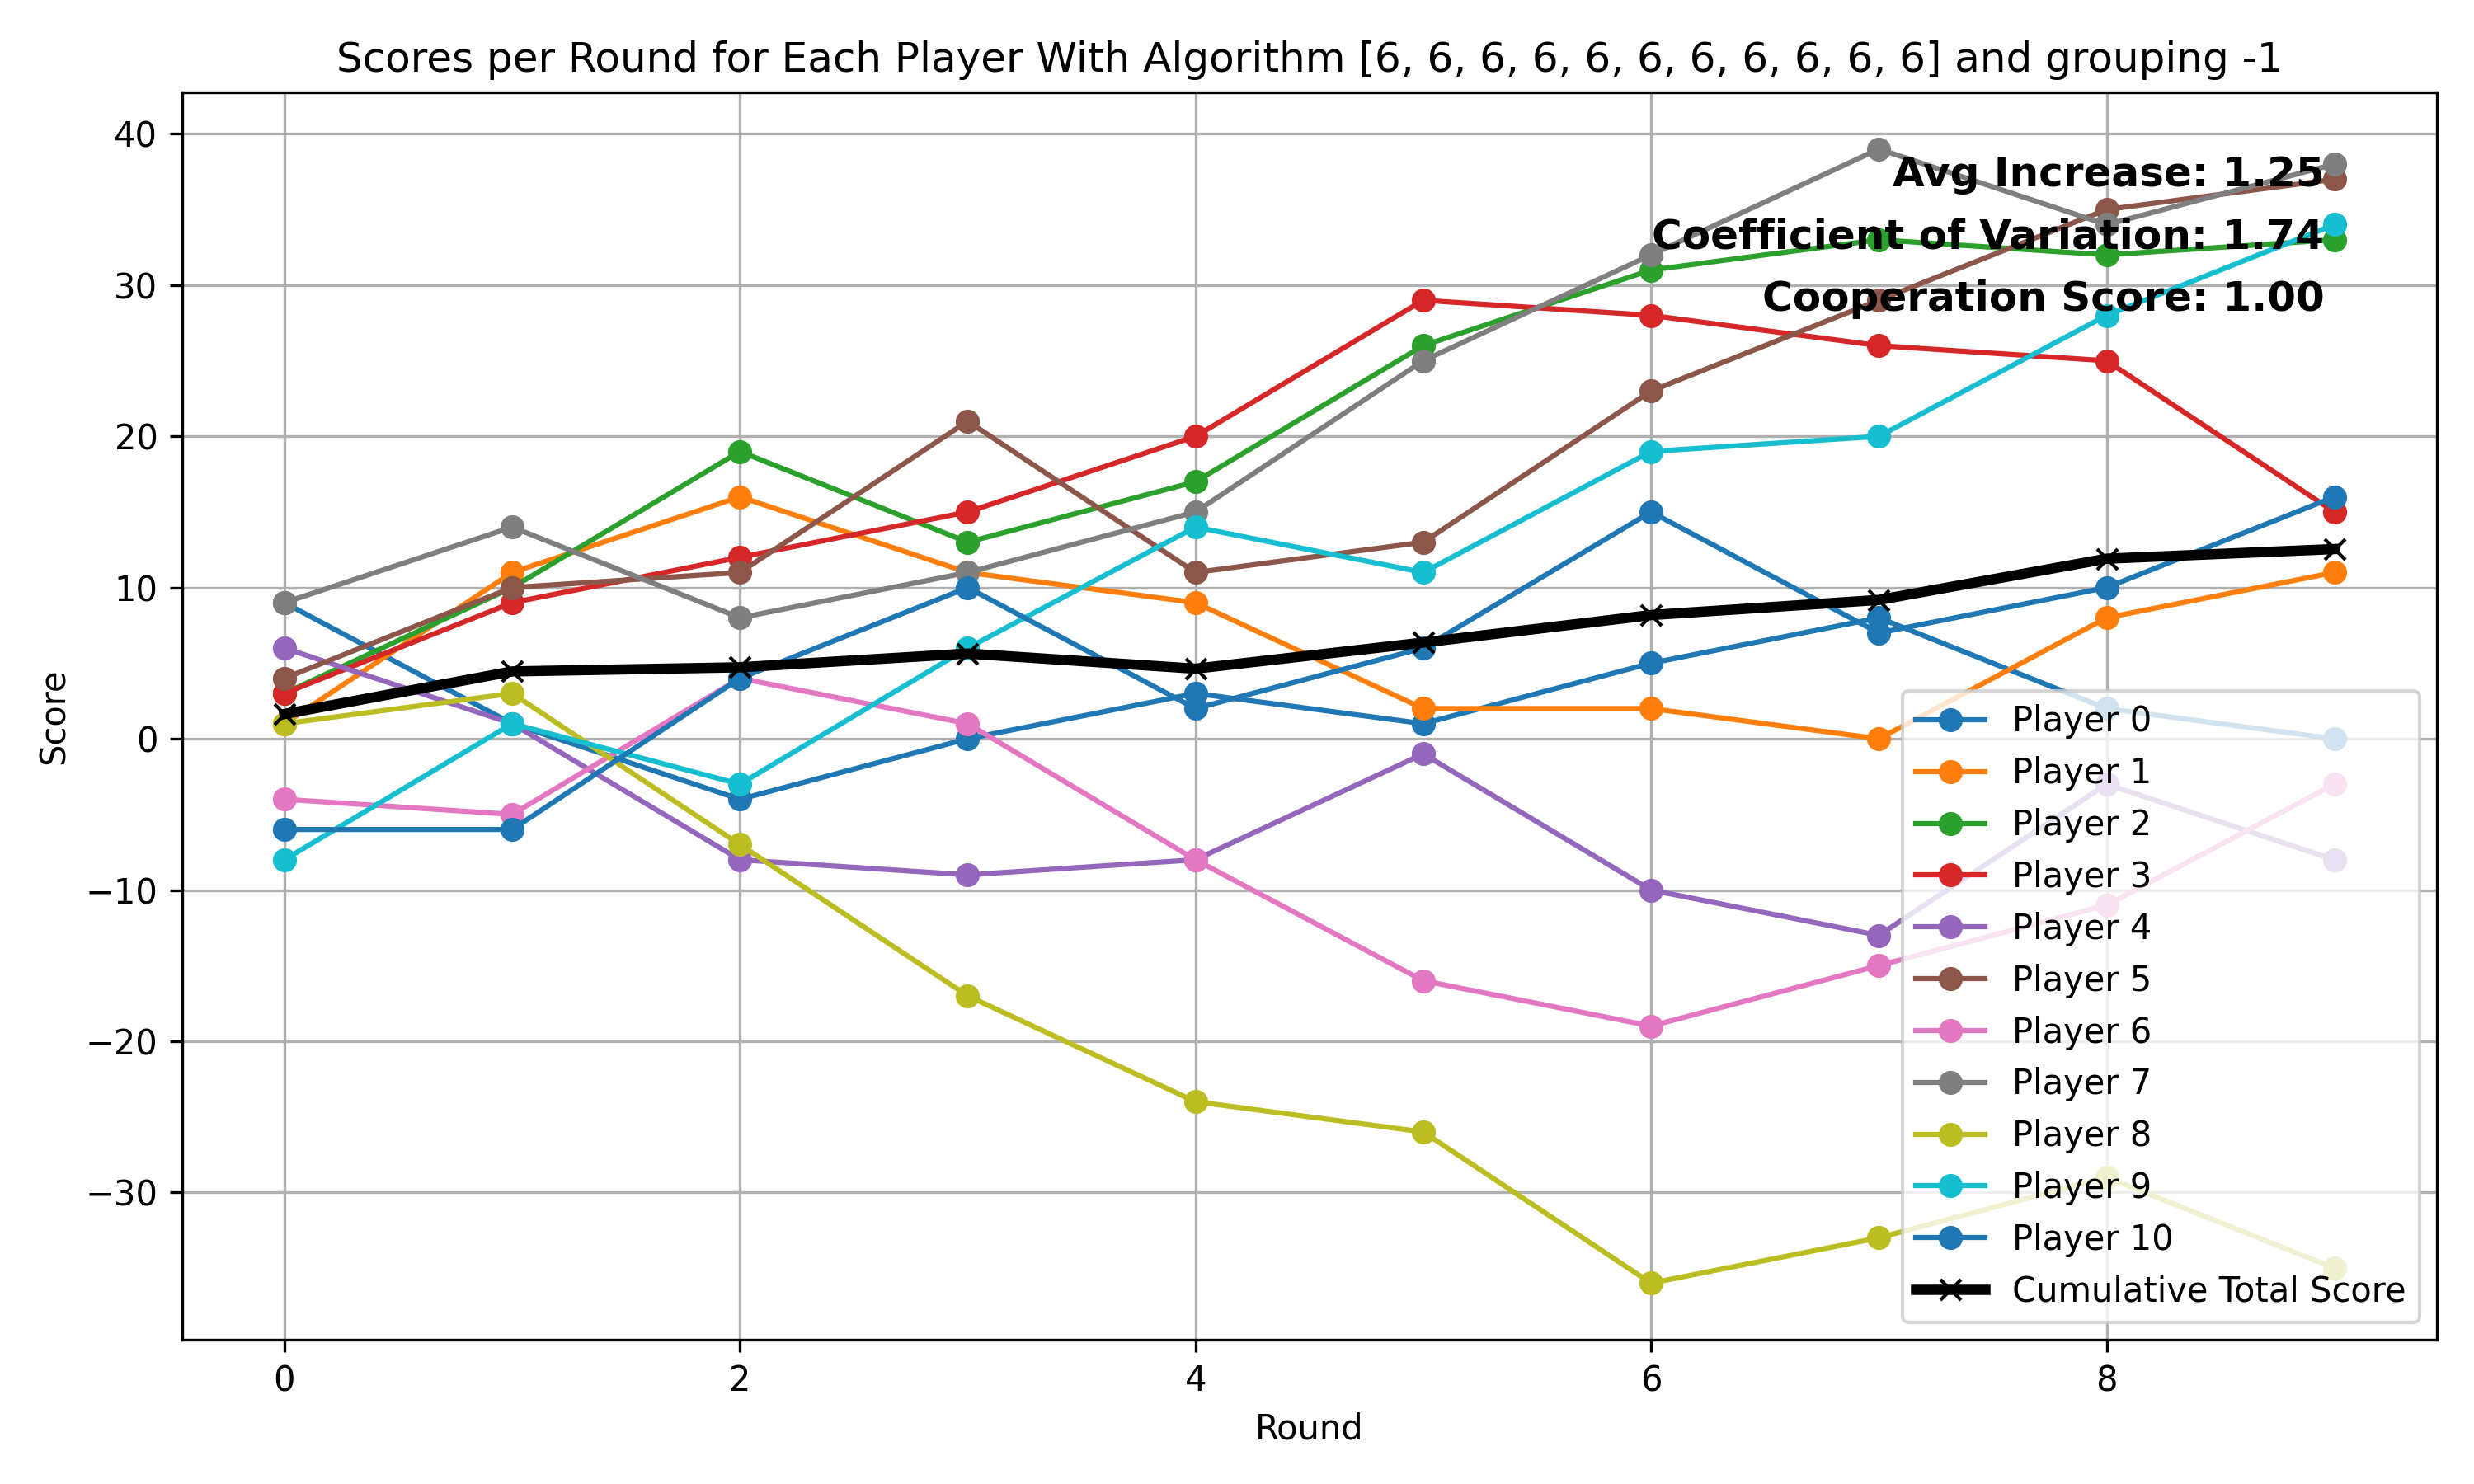 Scores per Round for Each Player With Algorithm [6, 6, 6, 6, 6, 6, 6, 6, 6, 6, 6] and grouping -1
Avg Increase: 1.25
Coefficient of Variation: 1.74
Cooperation Score: 1.00
40
30
20
10
0
−10
−20
−30
Score
Player 0
Player 1
Player 2
Player 3
Player 4
Player 5
Player 6
Player 7
Player 8
Player 9
Player 10
Cumulative Total Score
0 2 4 6 8
Round